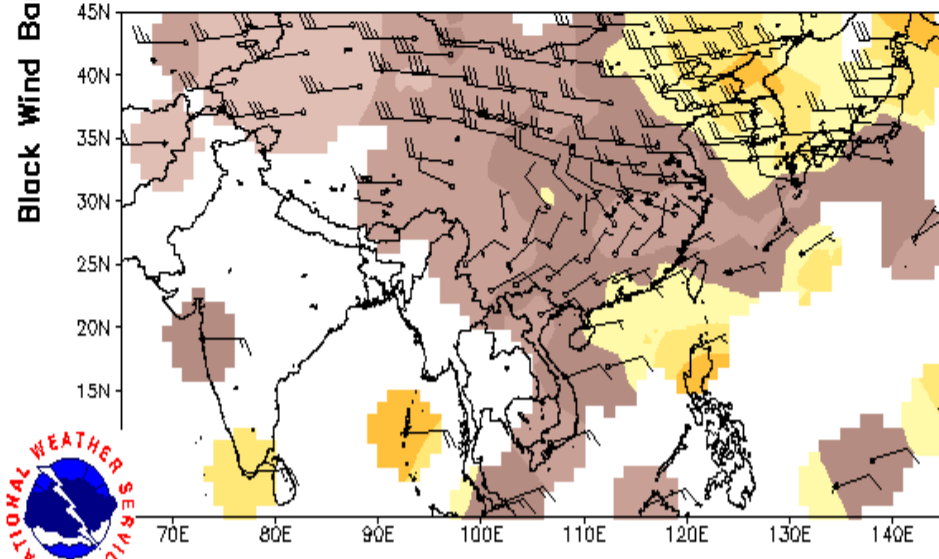 Black Wind Ba
45N
40N
35N
30N
25N
20N
15N
70E
80E
90E
100E
110E
120E
130E
140E
ATIONAL WEATHER SERVIC